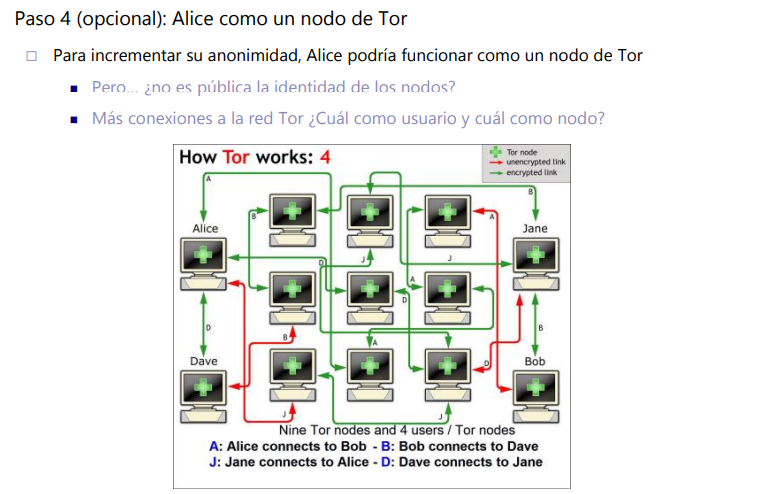 Paso 4 (opcional): Alice como un nodo de Tor
Para incrementar su anonimidad, Alice podría funcionar como un nodo de Tor
Pero... ¿no es pública la identidad de los nodos?
Más conexiones a la red Tor ¿Cuál como usuario y cuál como nodo?
How Tor works: 4
Tor node
unencrypted link
encrypted link
A
B
Alice
B
A
Jane
J
J
D
A
D
D
B
B
Dave
A
D
Bob
J
J
Nine Tor nodes and 4 users / Tor nodes
A: Alice connects to Bob - B: Bob connects to Dave
J: Jane connects to Alice - D: Dave connects to Jane